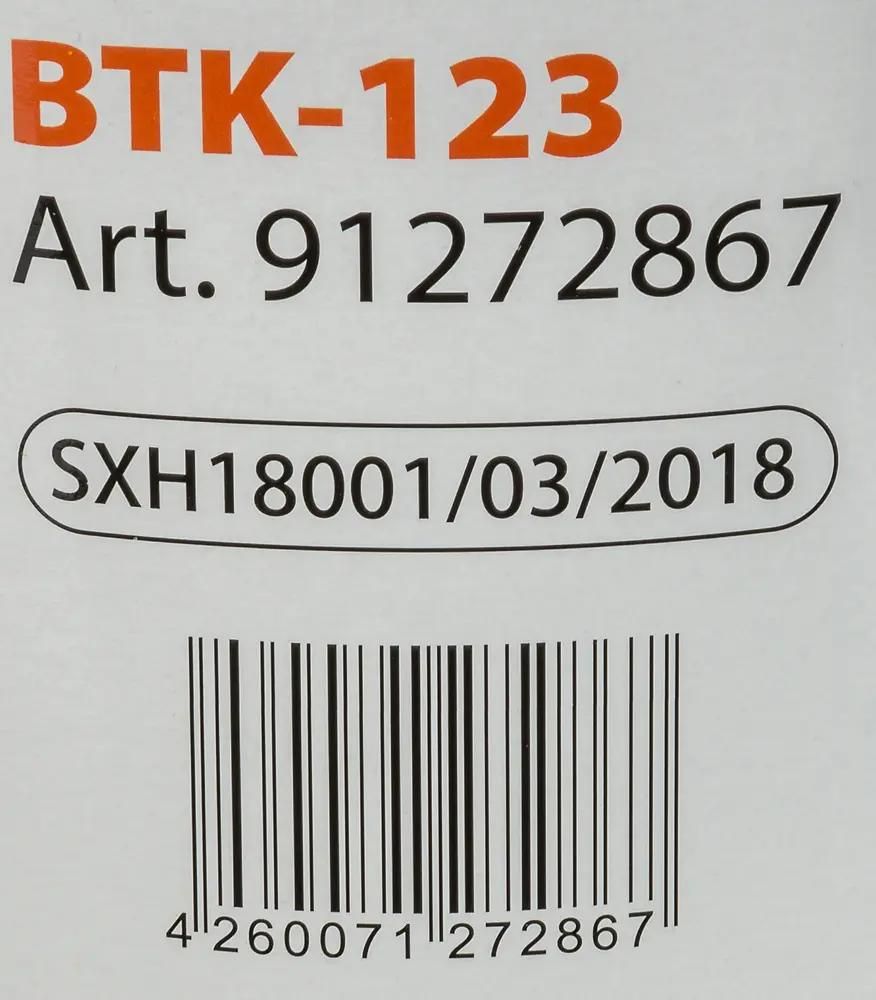 BTK-123
Art. 91272867
SXH18001/03/2018
4 260071 272867